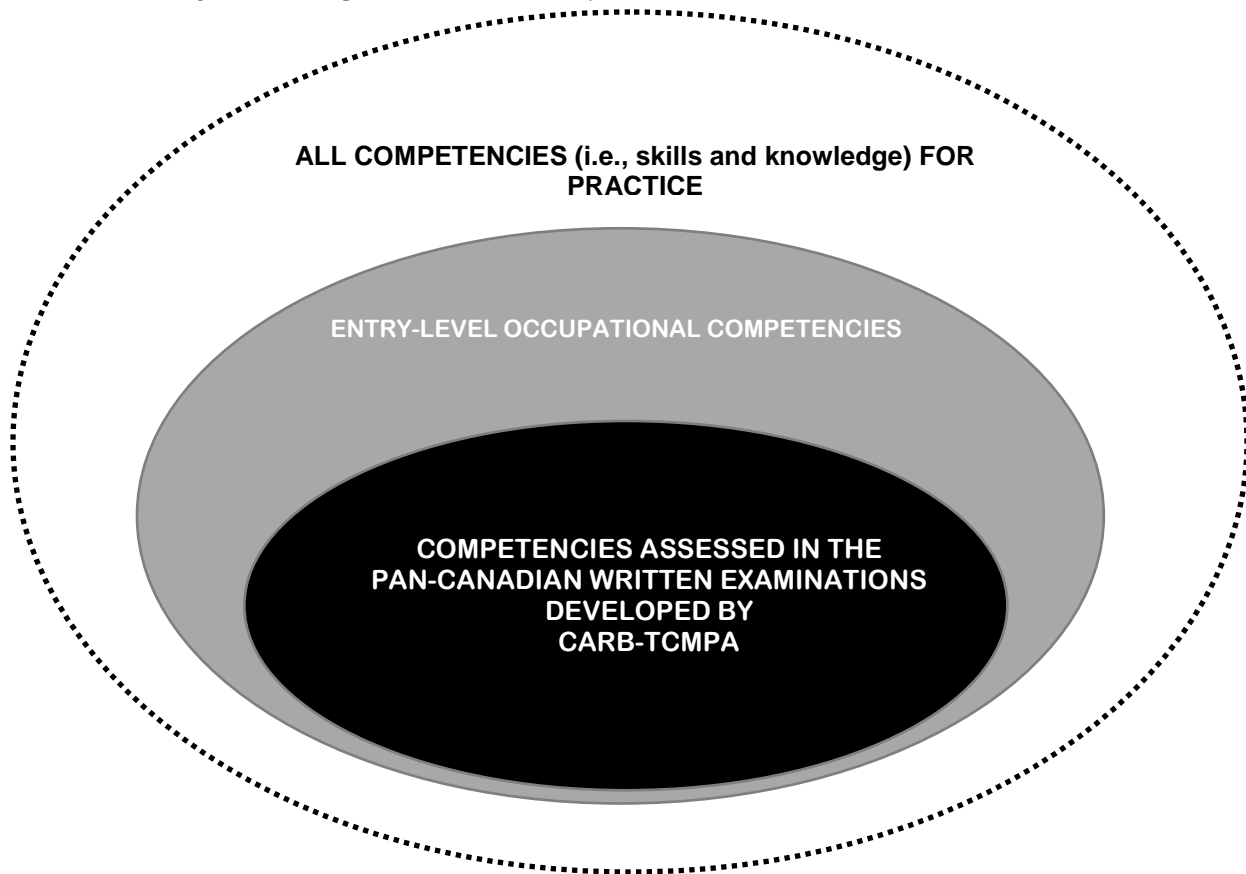 ALL COMPETENCIES (i.e., skills and knowledge) FOR
PRACTICE
ENTRY-LEVEL OCCUPATIONAL COMPETENCIES
COMPETENCIES ASSESSED IN THE
PAN-CANADIAN WRITTEN EXAMINATIONS
DEVELOPED BY
CARB-TCMPA